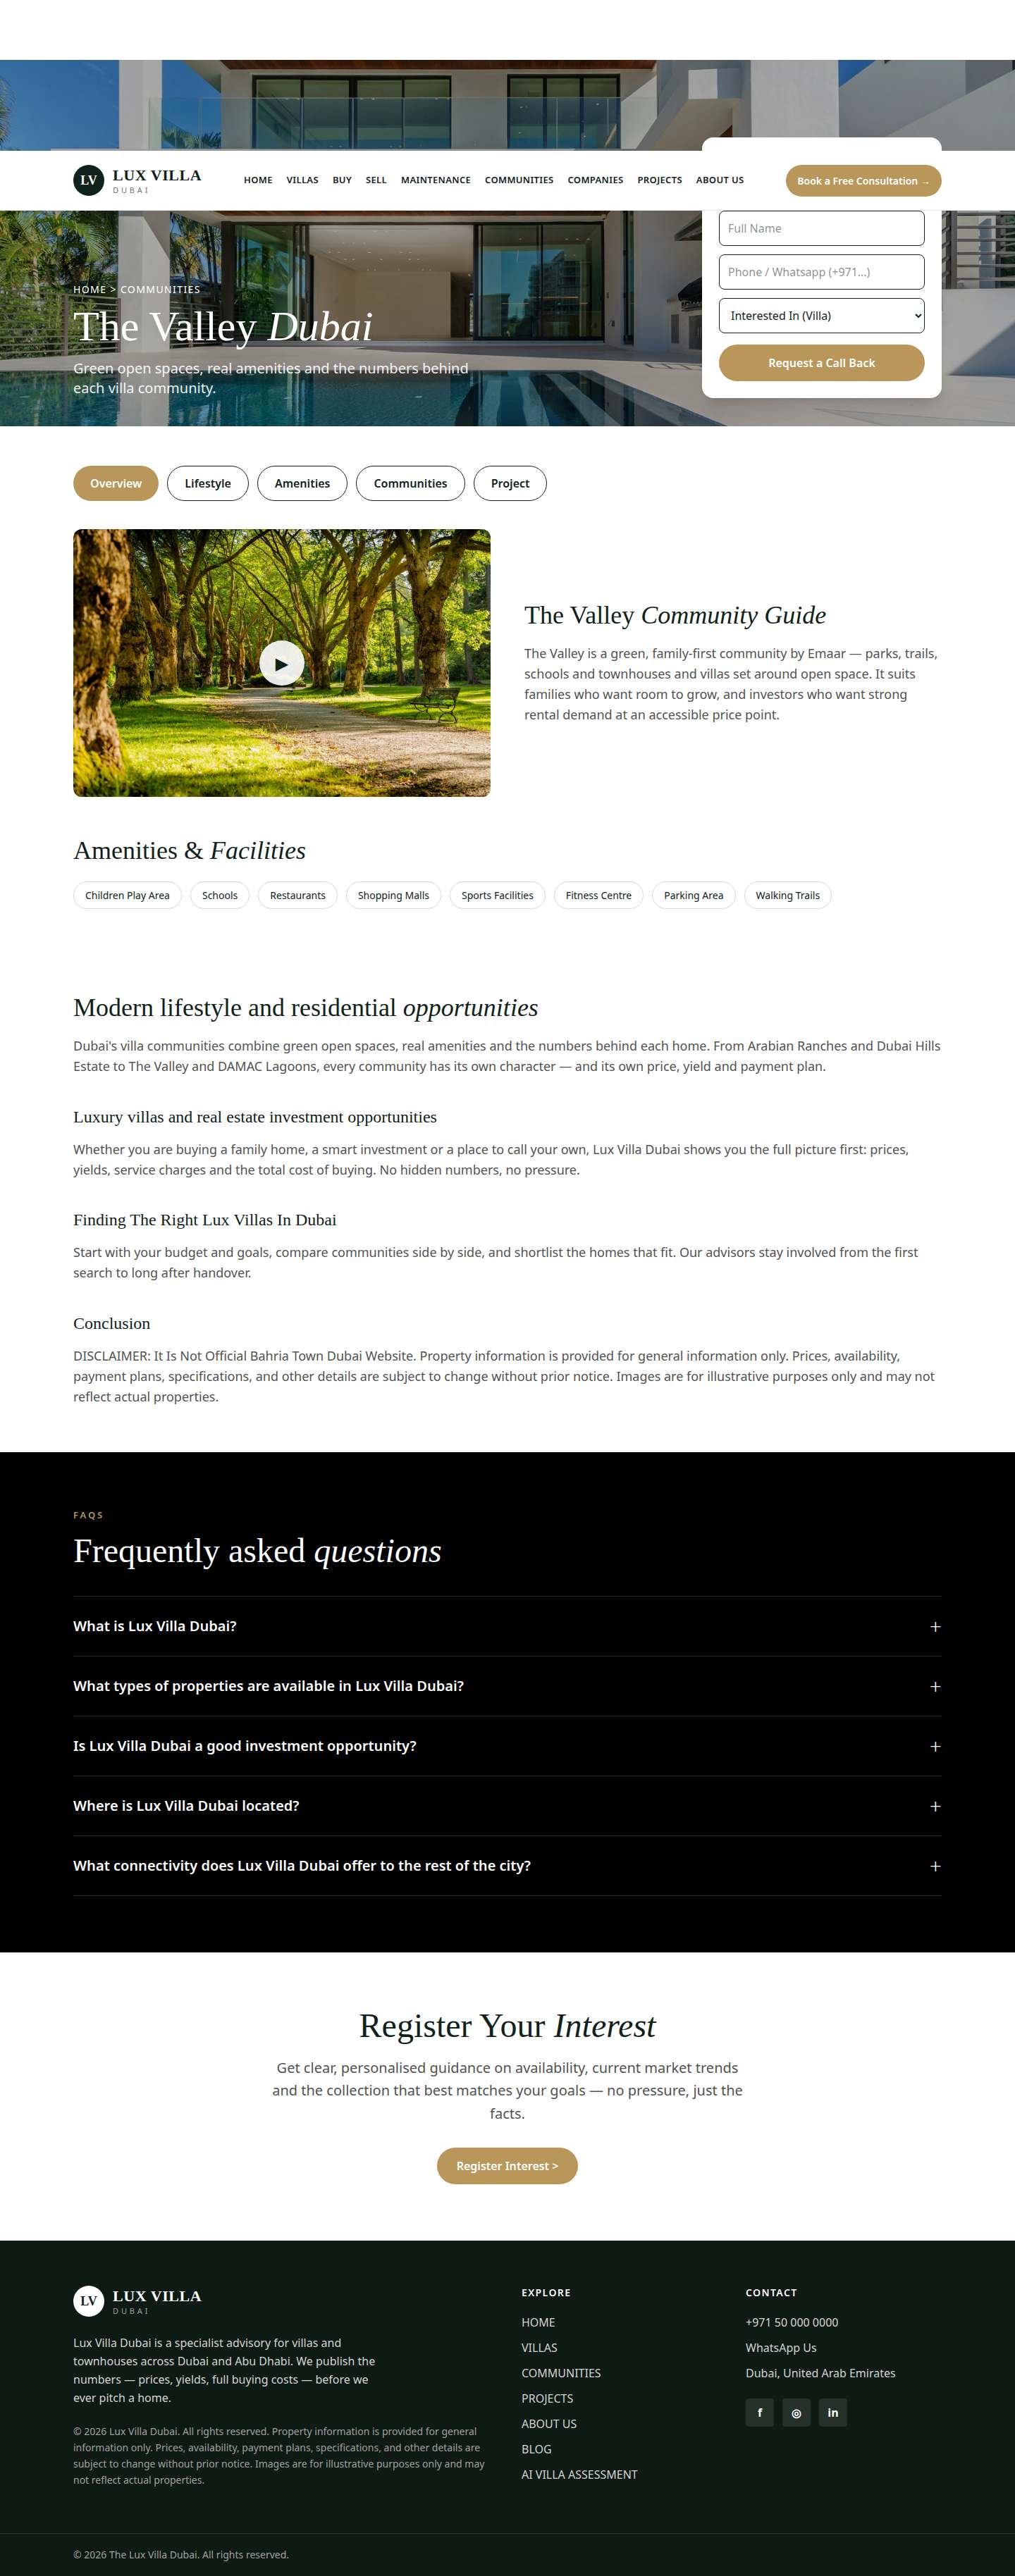 LV LUX VILLA
DUBAI
HOME VILLAS BUY SELL MAINTENANCE COMMUNITIES COMPANIES PROJECTS ABOUT US
Book a Free Consultation →
HOME > COMMUNITIES
The Valley Dubai
Green open spaces, real amenities and the numbers behind
each villa community.
Full Name
Phone / Whatsapp (+971...)
Interested In (Villa)
Request a Call Back
Overview
Lifestyle
Amenities
Communities
Project
The Valley Community Guide
The Valley is a green, family-first community by Emaar — parks, trails,
schools and townhouses and villas set around open space. It suits
families who want room to grow, and investors who want strong
rental demand at an accessible price point.
Amenities & Facilities
Children Play Area
Schools
Restaurants
Shopping Malls
Sports Facilities
Fitness Centre
Parking Area
Walking Trails
Modern lifestyle and residential opportunities
Dubai's villa communities combine green open spaces, real amenities and the numbers behind each home. From Arabian Ranches and Dubai Hills
Estate to The Valley and DAMAC Lagoons, every community has its own character — and its own price, yield and payment plan.
Luxury villas and real estate investment opportunities
Whether you are buying a family home, a smart investment or a place to call your own, Lux Villa Dubai shows you the full picture first: prices,
yields, service charges and the total cost of buying. No hidden numbers, no pressure.
Finding The Right Lux Villas In Dubai
Start with your budget and goals, compare communities side by side, and shortlist the homes that fit. Our advisors stay involved from the first
search to long after handover.
Conclusion
DISCLAIMER: It Is Not Official Bahria Town Dubai Website. Property information is provided for general information only. Prices, availability,
payment plans, specifications, and other details are subject to change without prior notice. Images are for illustrative purposes only and may not
reflect actual properties.
FAQS
Frequently asked questions
What is Lux Villa Dubai? +
What types of properties are available in Lux Villa Dubai? +
Is Lux Villa Dubai a good investment opportunity? +
Where is Lux Villa Dubai located? +
What connectivity does Lux Villa Dubai offer to the rest of the city? +
Register Your Interest
Get clear, personalised guidance on availability, current market trends
and the collection that best matches your goals — no pressure, just the
facts.
Register Interest >
LV LUX VILLA
DUBAI
Lux Villa Dubai is a specialist advisory for villas and
townhouses across Dubai and Abu Dhabi. We publish the
numbers — prices, yields, full buying costs — before we
ever pitch a home.
© 2026 Lux Villa Dubai. All rights reserved. Property information is provided for general
information only. Prices, availability, payment plans, specifications, and other details are
subject to change without prior notice. Images are for illustrative purposes only and may
not reflect actual properties.
EXPLORE
HOME
VILLAS
COMMUNITIES
PROJECTS
ABOUT US
BLOG
AI VILLA ASSESSMENT
CONTACT
+971 50 000 0000
WhatsApp Us
Dubai, United Arab Emirates
f ◎ in
© 2026 The Lux Villa Dubai. All rights reserved.